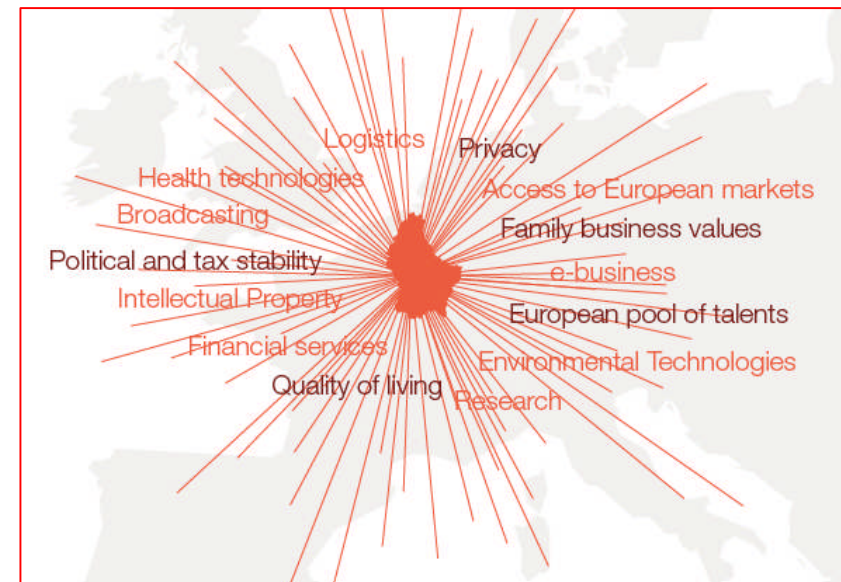 Logistics
Privacy
Health technologies
Access to European markets
Broadcasting
Family business values
Political and tax stability
e-business
Intellectual Property
European pool of talents
Financial services
Environmental Technologies
Quality of living
Research